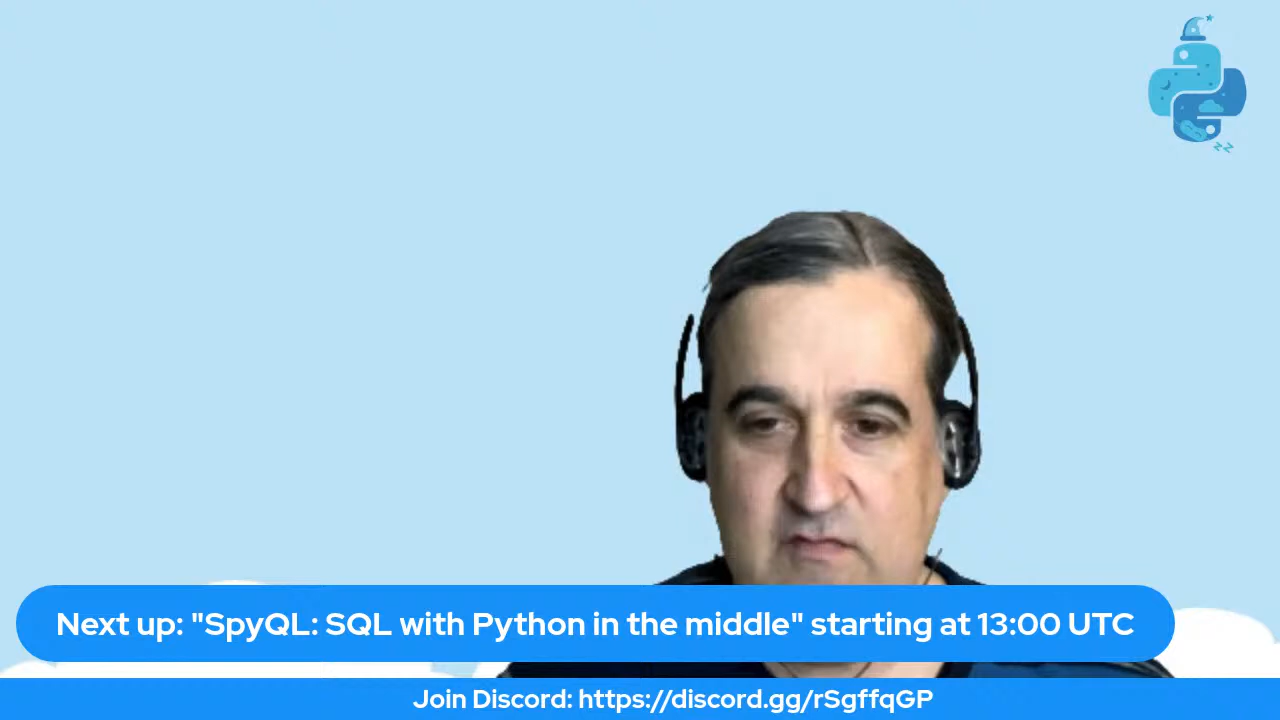 Next up: "SpyQL: SQL with Python in the middle" starting at 13:00 UTC
Join Discord: https://discord.gg/rSgffqGP